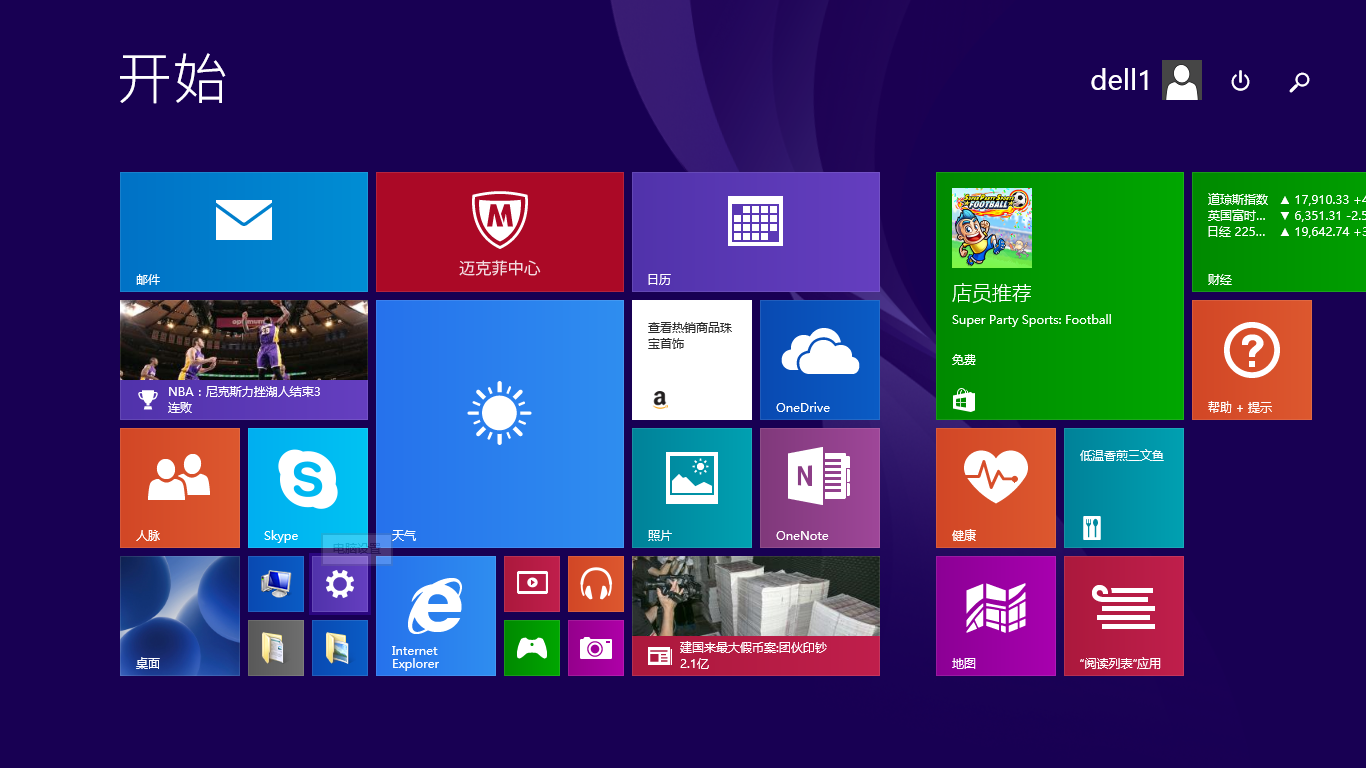 开始
dell1
邮件
迈克菲中心
日历
SUPER PARTY SPORTS
FOOTBALL
店员推荐
Super Party Sports: Football
免费
道琼斯指数 ▲ 17,910.33 +4
英国富时... ▼ 6,351.31 -2.5
日经 225... ▲ 19,642.74 +3
财经
NBA：尼克斯力挫湖人结束3
连败
天气
查看热销商品珠
宝首饰
a
OneDrive
帮助 + 提示
人脉
S
Skype
照片
N
OneNote
健康
低温香煎三文鱼
电脑设置
桌面
Internet
Explorer
建国来最大假币案:团伙印钞
2.1亿
地图
“阅读列表”应用